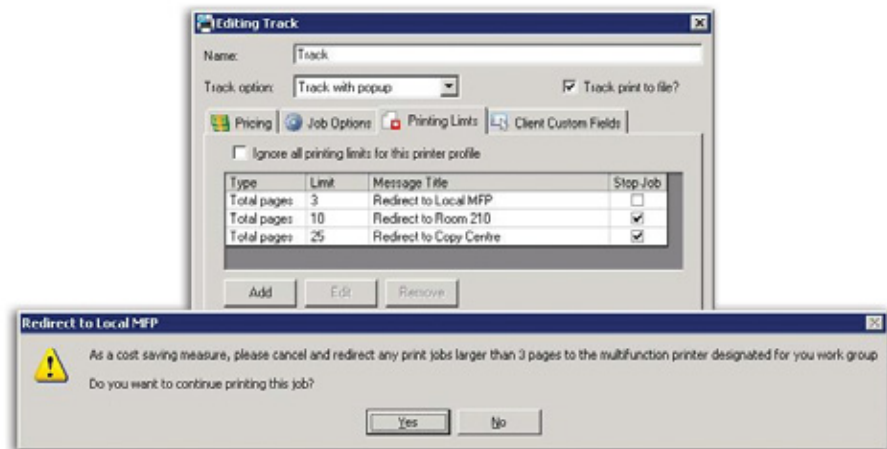 Editing Track
Name: Track
Track option: Track with popup Track print to file?
Pricing Job Options Printing Limits Client Custom Fields
Ignore all printing limits for this printer profile
Type Limit Message Title Stop Job
Total pages 3 Redirect to Local MFP
Total pages 10 Redirect to Room 210
Total pages 25 Redirect to Copy Centre
Add Edit Remove
Redirect to Local MFP
As a cost saving measure, please cancel and redirect any print jobs larger than 3 pages to the multifunction printer designated for you work group
Do you want to continue printing this job?
Yes No